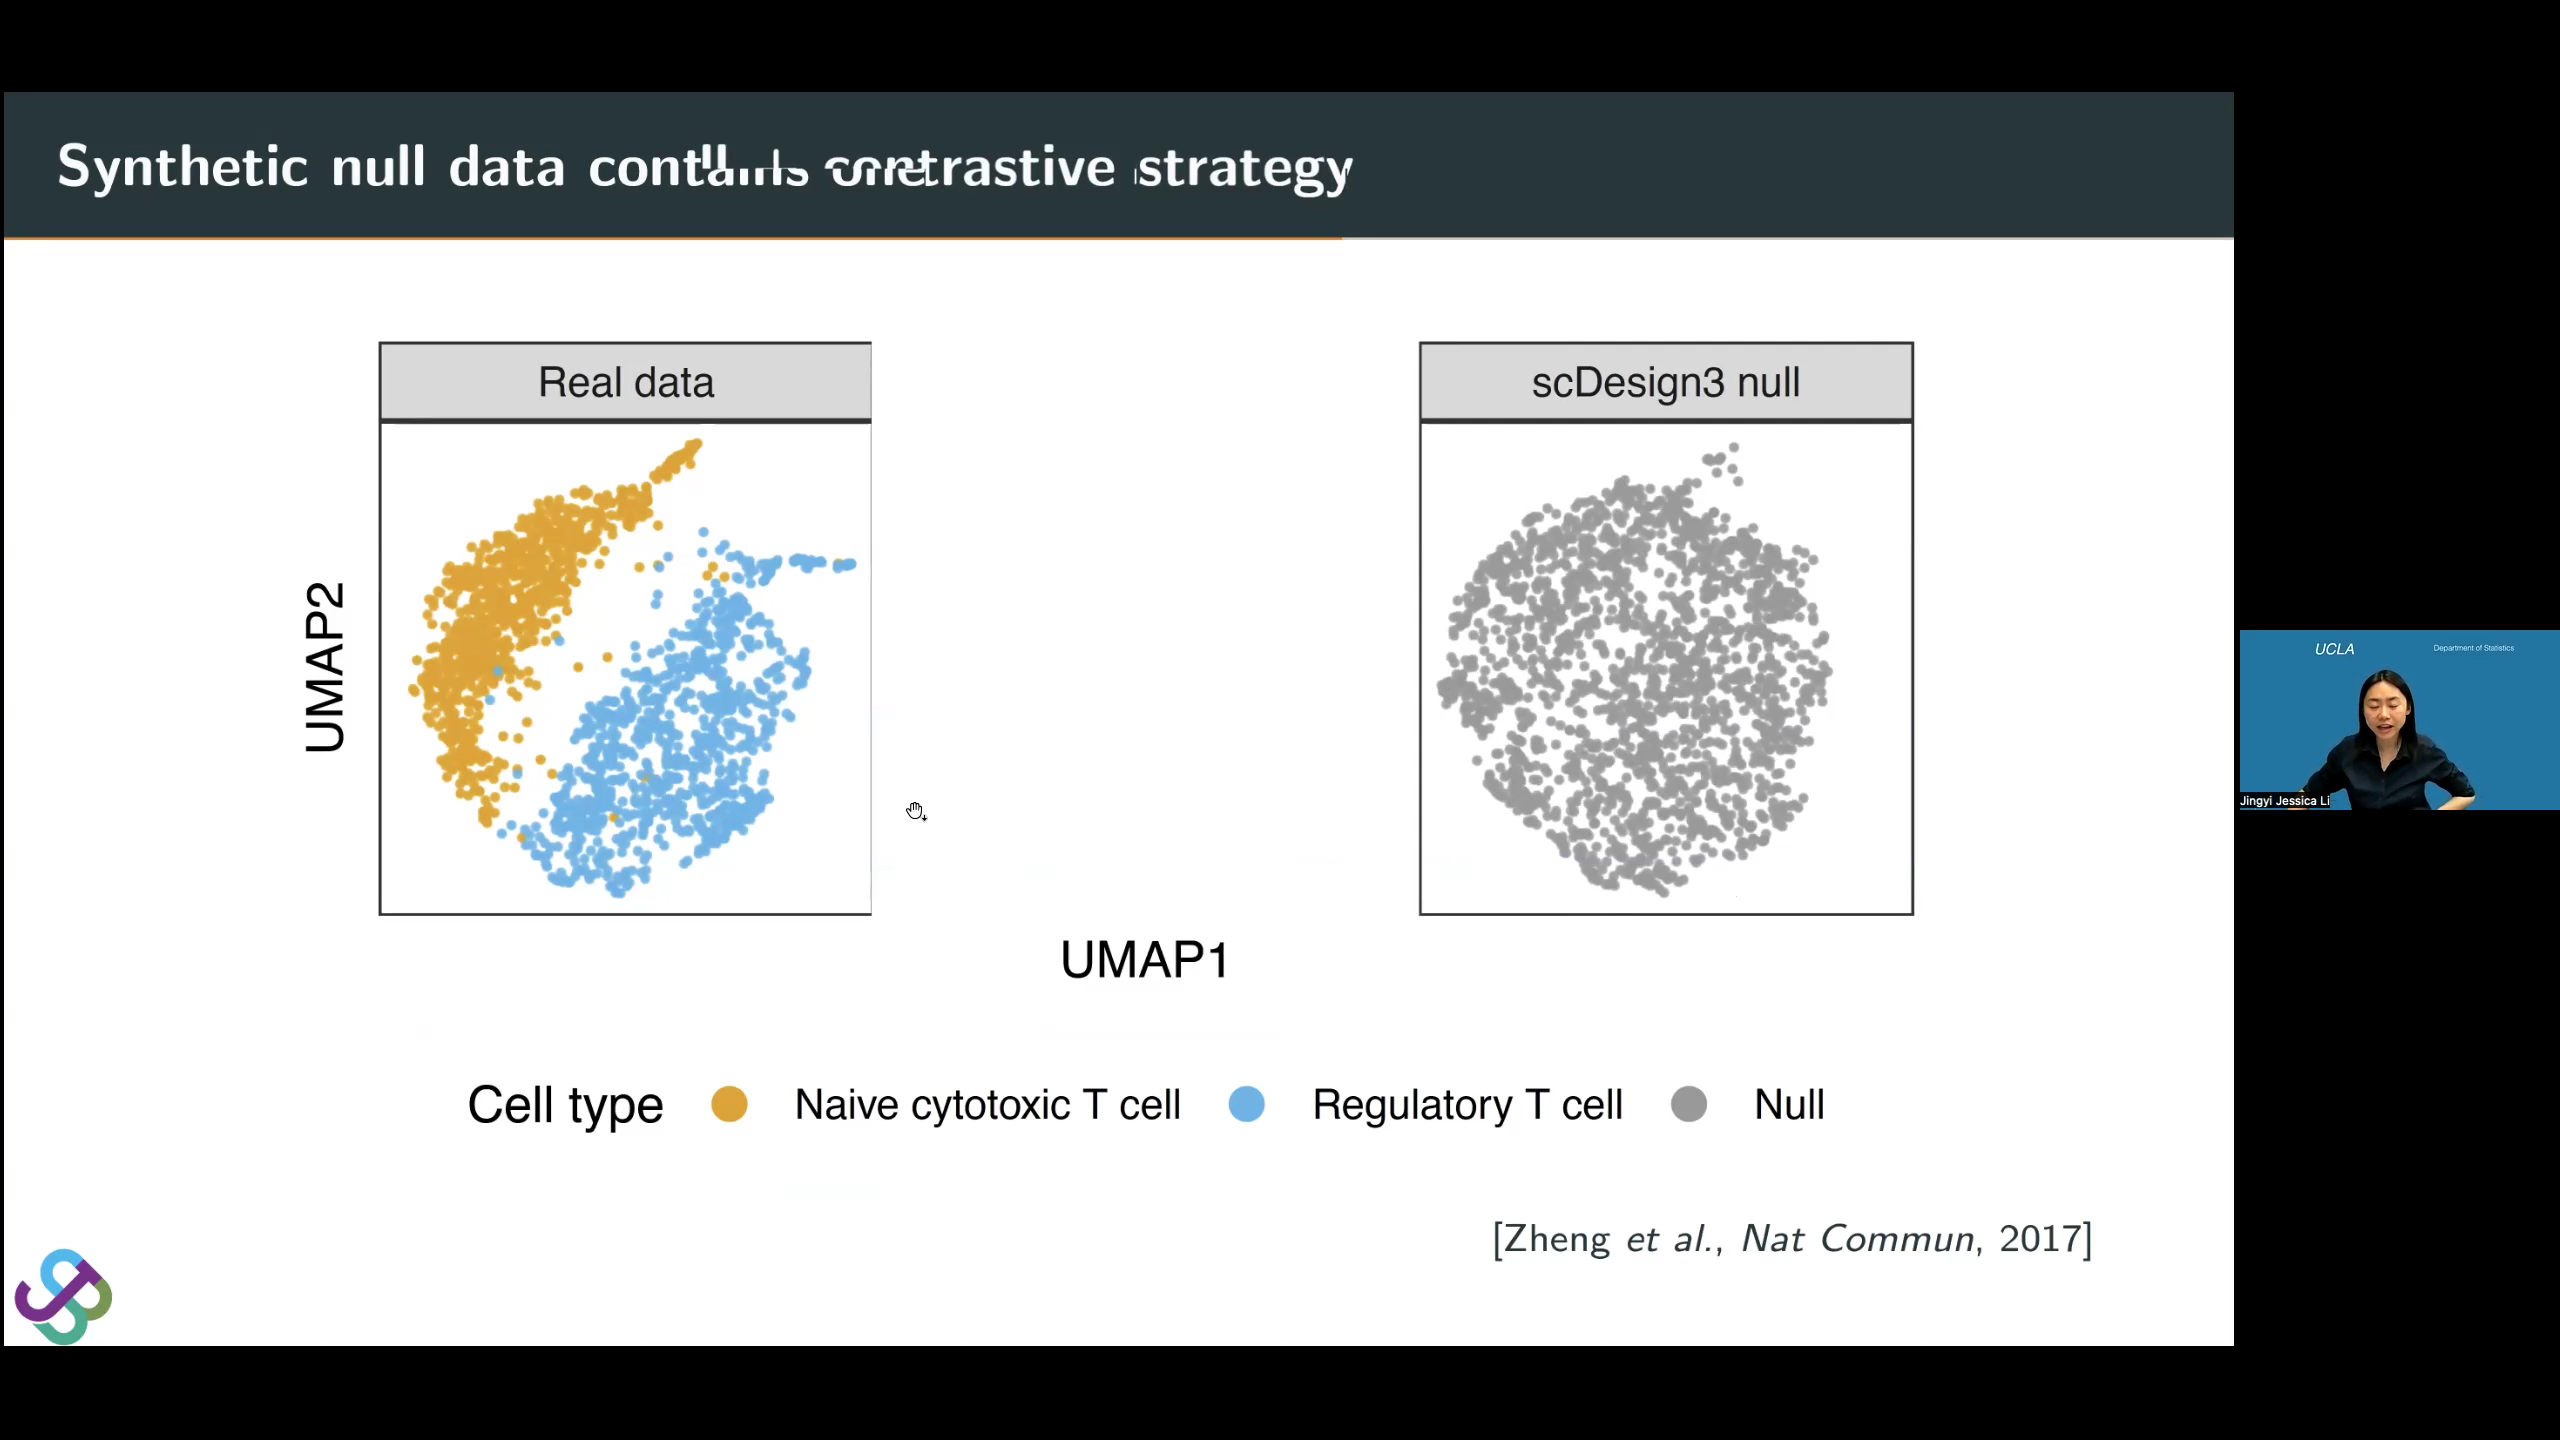 Synthetic null data contrastive strategy
Real data
scDesign3 null
UMAP2
UMAP1
Cell type Naive cytotoxic T cell Regulatory T cell Null
[Zheng et al., Nat Commun, 2017]
UCLA
Department of Statistics
Jingyi Jessica Li